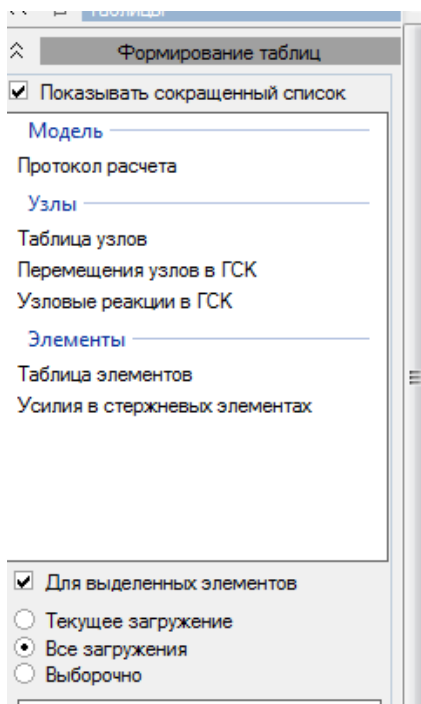 Таблицы
Формирование таблиц
Показывать сокращенный список
Модель
Протокол расчета
Узлы
Таблица узлов
Перемещения узлов в ГСК
Узловые реакции в ГСК
Элементы
Таблица элементов
Усилия в стержневых элементах
Для выделенных элементов
Текущее загружение
Все загружения
Выборочно